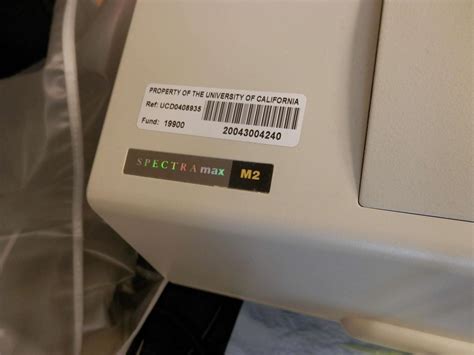 PROPERTY OF THE UNIVERSITY OF CALIFORNIA
Ref: UCD0408935
Fund: 19900
20043004240
SPECTRAmax M2